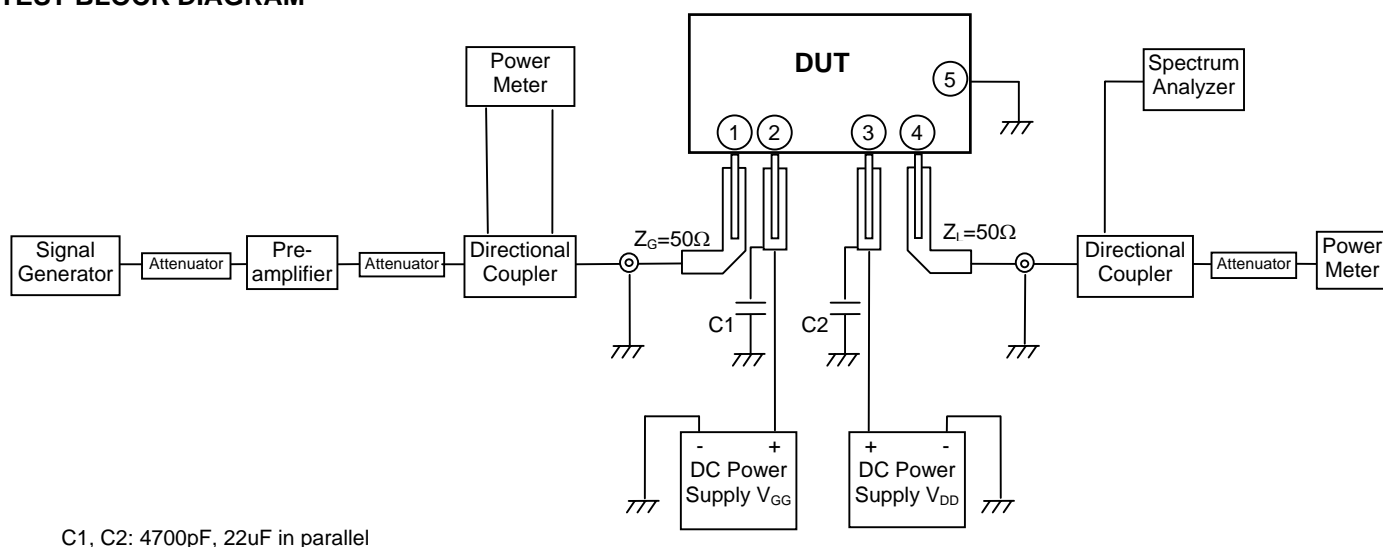 TEST BLOCK DIAGRAM
DUT
Power
Meter
Spectrum
Analyzer
5
1
2
3
4
Signal
Generator
Attenuator
Pre-
amplifier
Attenuator
Directional
Coupler
Z_G=50Ω
Z_L=50Ω
Directional
Coupler
Attenuator
Power
Meter
C1
C2
- +
DC Power
Supply V_GG
+ -
DC Power
Supply V_DD
C1, C2: 4700pF, 22uF in parallel